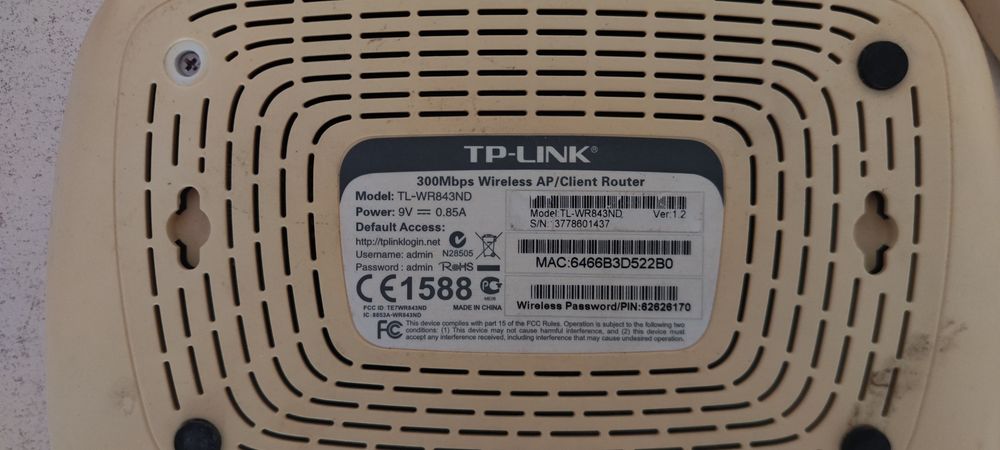 TP-LINK®
300Mbps Wireless AP/Client Router
Model: TL-WR843ND
Power: 9V ⎓ 0.85A
Default Access:
http://tplinklogin.net
Username: admin N28505
Password: admin RoHS
CE1588
FCC ID: TE7WR843ND MADE IN CHINA
IC: 8853A-WR843ND
Model:TL-WR843ND Ver:1.2
S/N: 3778601437
MAC:6466B3D522B0
Wireless Password/PIN:62626170
FC This device complies with part 15 of the FCC Rules. Operation is subject to the following two
conditions: (1) This device may not cause harmful interference, and (2) this device must
accept any interference received, including interference that may cause undesired operation.